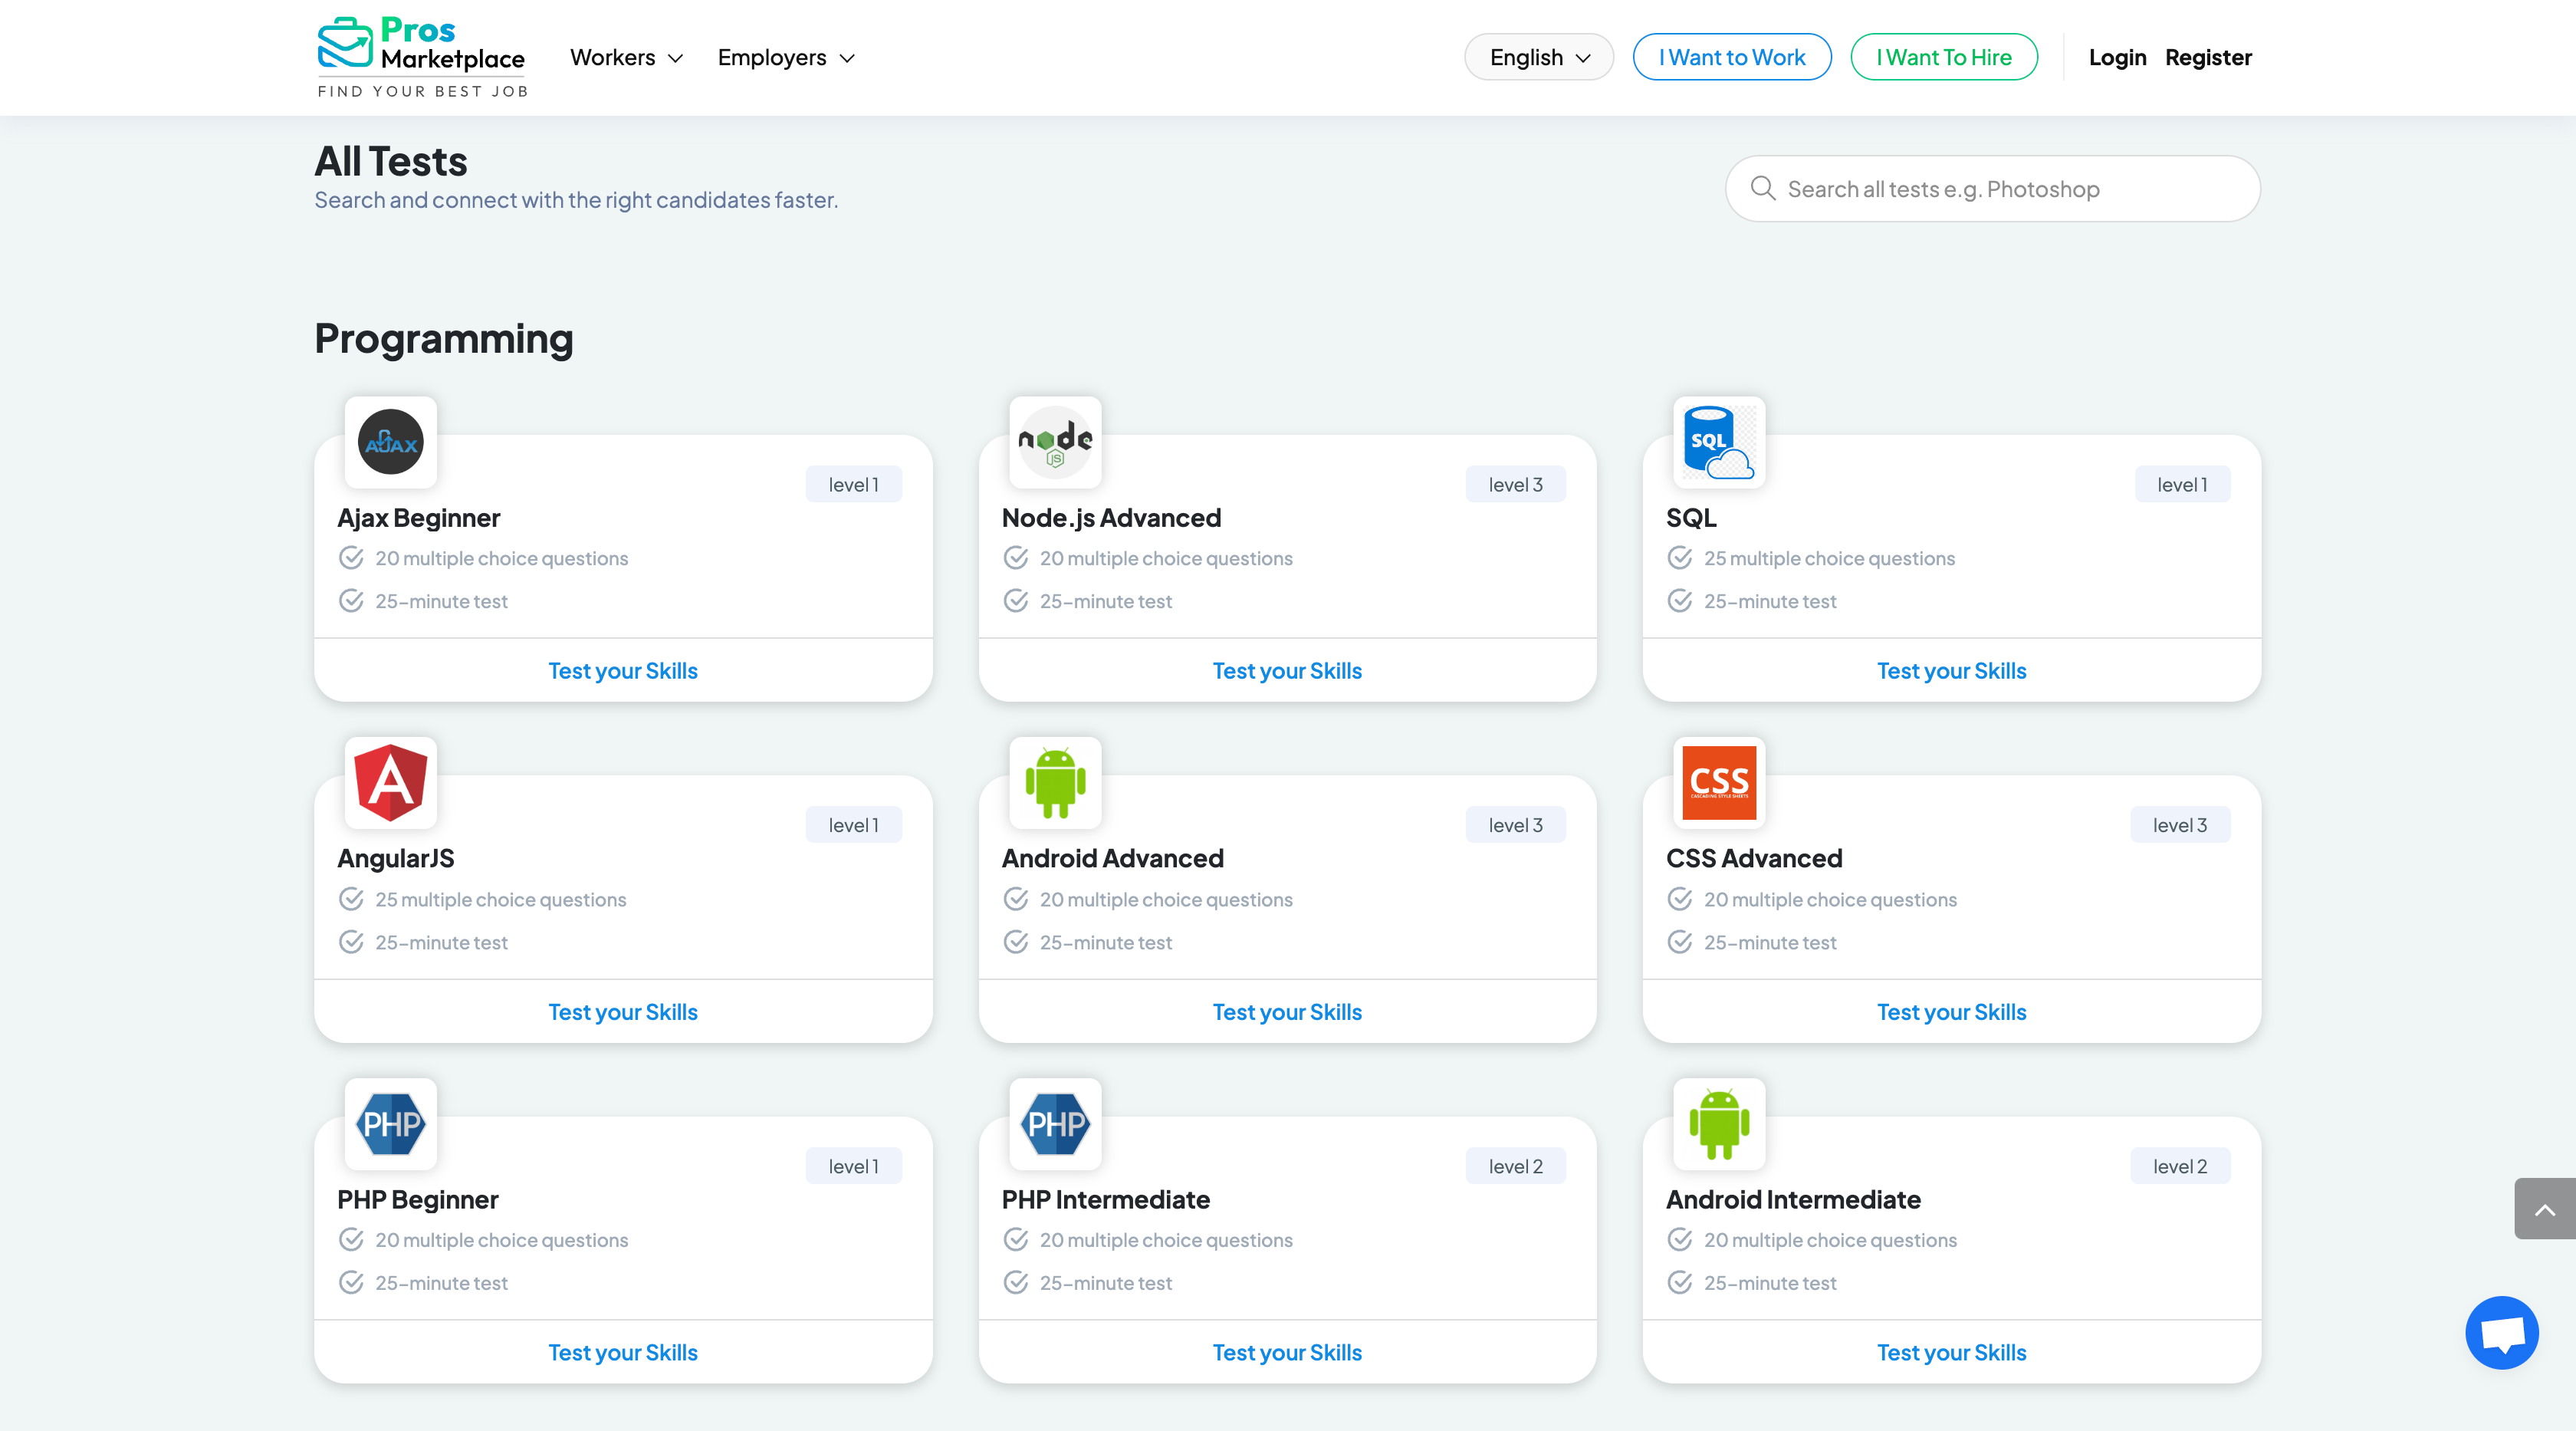 Pros
Marketplace
FIND YOUR BEST JOB
Workers
Employers
English
I Want to Work
I Want To Hire
Login
Register
All Tests
Search and connect with the right candidates faster.
Search all tests e.g. Photoshop
Programming
AJAX
level 1
Ajax Beginner
20 multiple choice questions
25-minute test
Test your Skills
node
JS
level 3
Node.js Advanced
20 multiple choice questions
25-minute test
Test your Skills
SQL
level 1
SQL
25 multiple choice questions
25-minute test
Test your Skills
A
level 1
AngularJS
25 multiple choice questions
25-minute test
Test your Skills
level 3
Android Advanced
20 multiple choice questions
25-minute test
Test your Skills
CSS
CASCADING STYLE SHEETS
level 3
CSS Advanced
20 multiple choice questions
25-minute test
Test your Skills
PHP
level 1
PHP Beginner
20 multiple choice questions
25-minute test
Test your Skills
PHP
level 2
PHP Intermediate
20 multiple choice questions
25-minute test
Test your Skills
level 2
Android Intermediate
20 multiple choice questions
25-minute test
Test your Skills